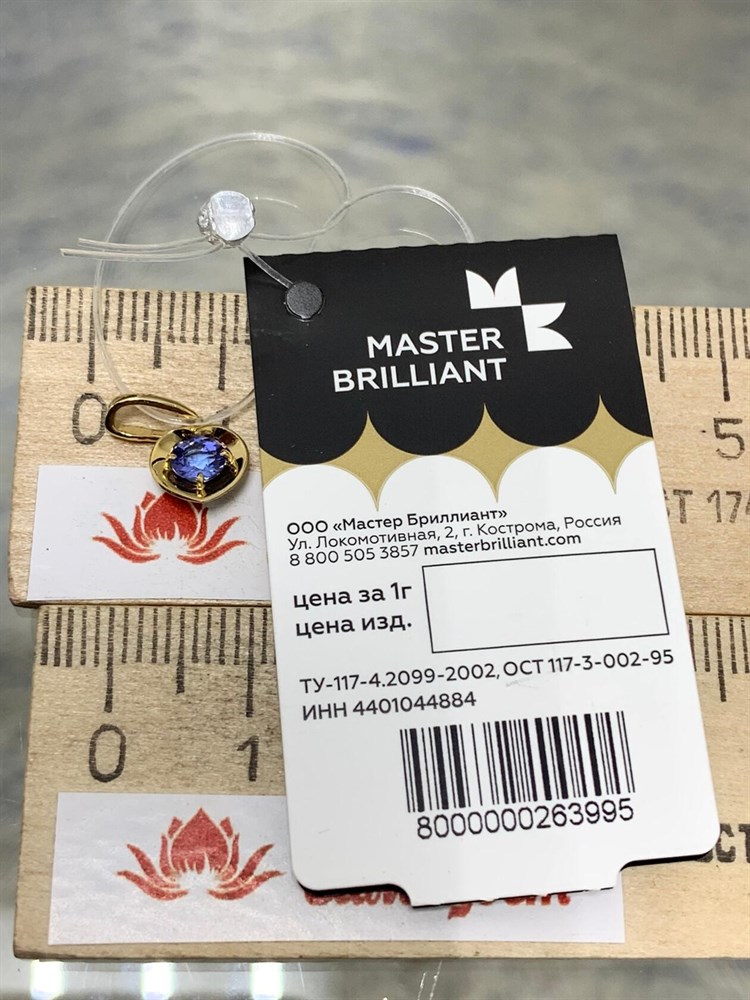 MASTER
BRILLIANT
ООО «Мастер Бриллиант»
Ул. Локомотивная, 2, г. Кострома, Россия
8 800 505 3857 masterbrilliant.com
цена за 1г
цена изд.
ТУ-117-4.2099-2002, ОСТ 117-3-002-95
ИНН 4401044884
8000000263995
0
5
СТ 174
0
1